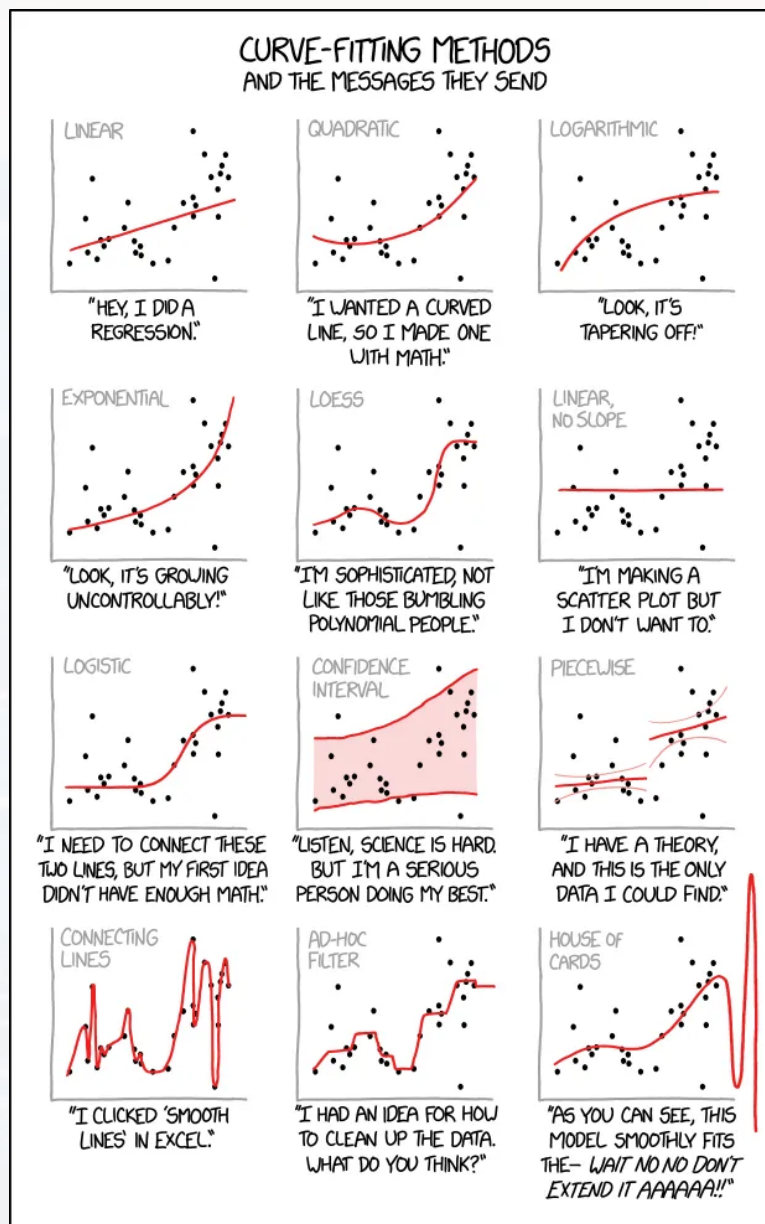 CURVE-FITTING METHODS
AND THE MESSAGES THEY SEND
LINEAR
"HEY, I DID A
REGRESSION."
QUADRATIC
"I WANTED A CURVED
LINE, SO I MADE ONE
WITH MATH."
LOGARITHMIC
"LOOK, IT'S
TAPERING OFF!"
EXPONENTIAL
"LOOK, IT'S GROWING
UNCONTROLLABLY!"
LOESS
"I'M SOPHISTICATED, NOT
LIKE THOSE BUMBLING
POLYNOMIAL PEOPLE."
LINEAR,
NO SLOPE
"I'M MAKING A
SCATTER PLOT BUT
I DON'T WANT TO."
LOGISTIC
"I NEED TO CONNECT THESE
TWO LINES, BUT MY FIRST IDEA
DIDN'T HAVE ENOUGH MATH."
CONFIDENCE
INTERVAL
"LISTEN, SCIENCE IS HARD.
BUT I'M A SERIOUS
PERSON DOING MY BEST."
PIECEWISE
"I HAVE A THEORY,
AND THIS IS THE ONLY
DATA I COULD FIND."
CONNECTING
LINES
"I CLICKED 'SMOOTH
LINES' IN EXCEL."
AD-HOC
FILTER
"I HAD AN IDEA FOR HOW
TO CLEAN UP THE DATA.
WHAT DO YOU THINK?"
HOUSE OF
CARDS
"AS YOU CAN SEE, THIS
MODEL SMOOTHLY FITS
THE- WAIT NO NO DON'T
EXTEND IT AAAAAA!!"